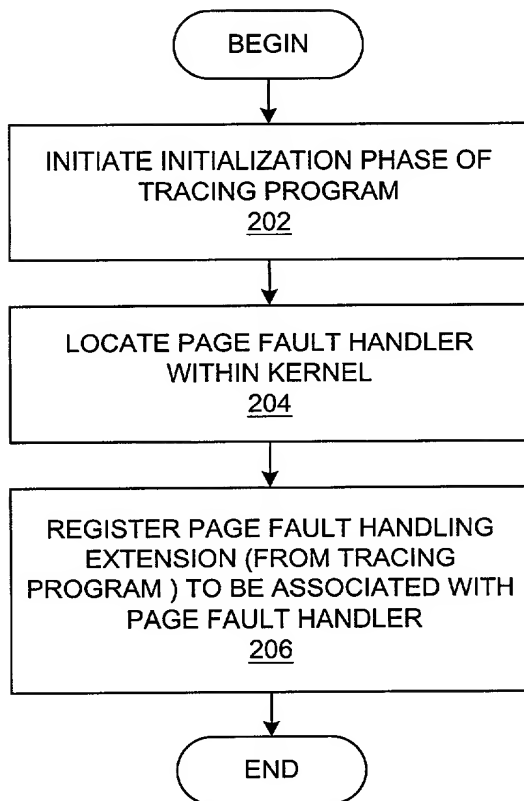 BEGIN
INITIATE INITIALIZATION PHASE OF
TRACING PROGRAM
202
LOCATE PAGE FAULT HANDLER
WITHIN KERNEL
204
REGISTER PAGE FAULT HANDLING
EXTENSION (FROM TRACING
PROGRAM ) TO BE ASSOCIATED WITH
PAGE FAULT HANDLER
206
END